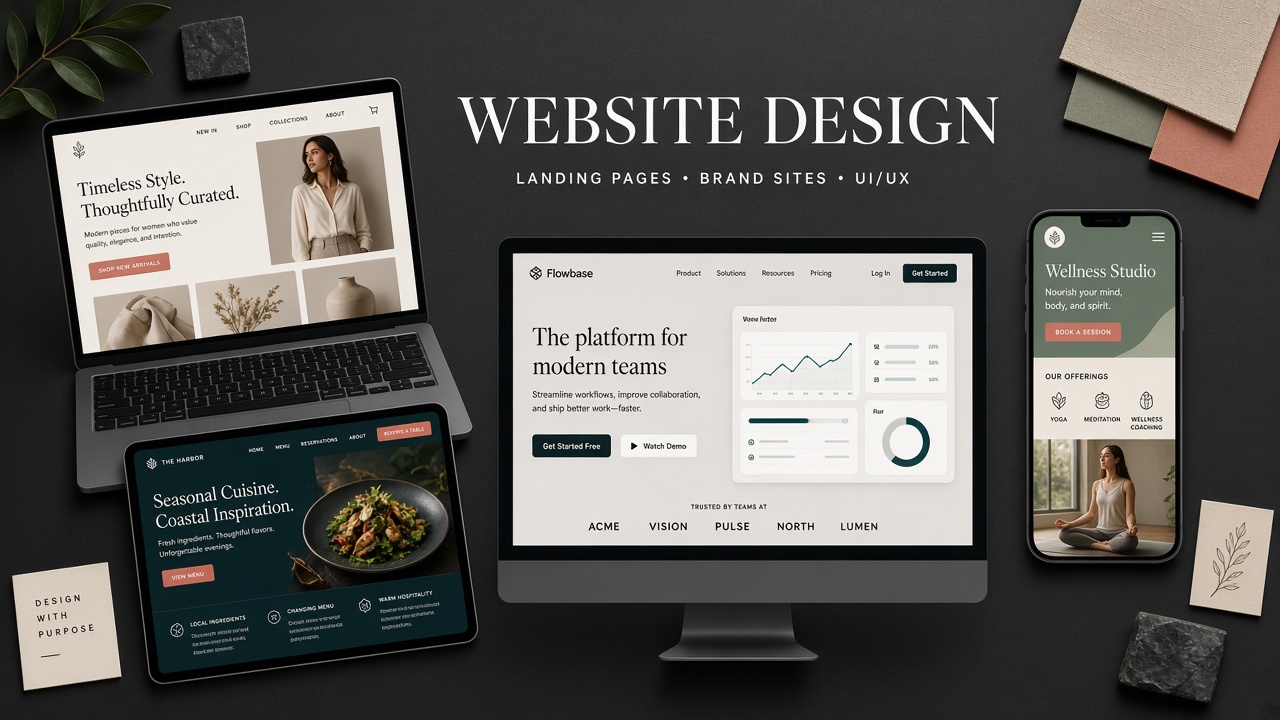 WEBSITE DESIGN
LANDING PAGES • BRAND SITES • UI/UX
NEW IN
SHOP
COLLECTIONS
ABOUT
Timeless Style.
Thoughtfully Curated.
Modern pieces for women who value
quality, elegance, and intention.
SHOP NEW ARRIVALS
THE HARBOR
HOME
MENU
RESERVATIONS
ABOUT
RESERVE A TABLE
Seasonal Cuisine.
Coastal Inspiration.
Fresh ingredients. Thoughtful flavors.
Unforgettable evenings.
VIEW MENU
LOCAL INGREDIENTS
CHANGING MENU
WARM HOSPITALITY
DESIGN
WITH
PURPOSE
Flowbase
Product
Solutions
Resources
Pricing
Log In
Get Started
The platform for
modern teams
Streamline workflows, improve collaboration,
and ship better work—faster.
Get Started Free
Watch Demo
TRUSTED BY TEAMS AT
ACME
VISION
PULSE
NORTH
LUMEN
Wellness Studio
Nourish your mind,
body, and spirit.
BOOK A SESSION
OUR OFFERINGS
YOGA
MEDITATION
WELLNESS
COACHING